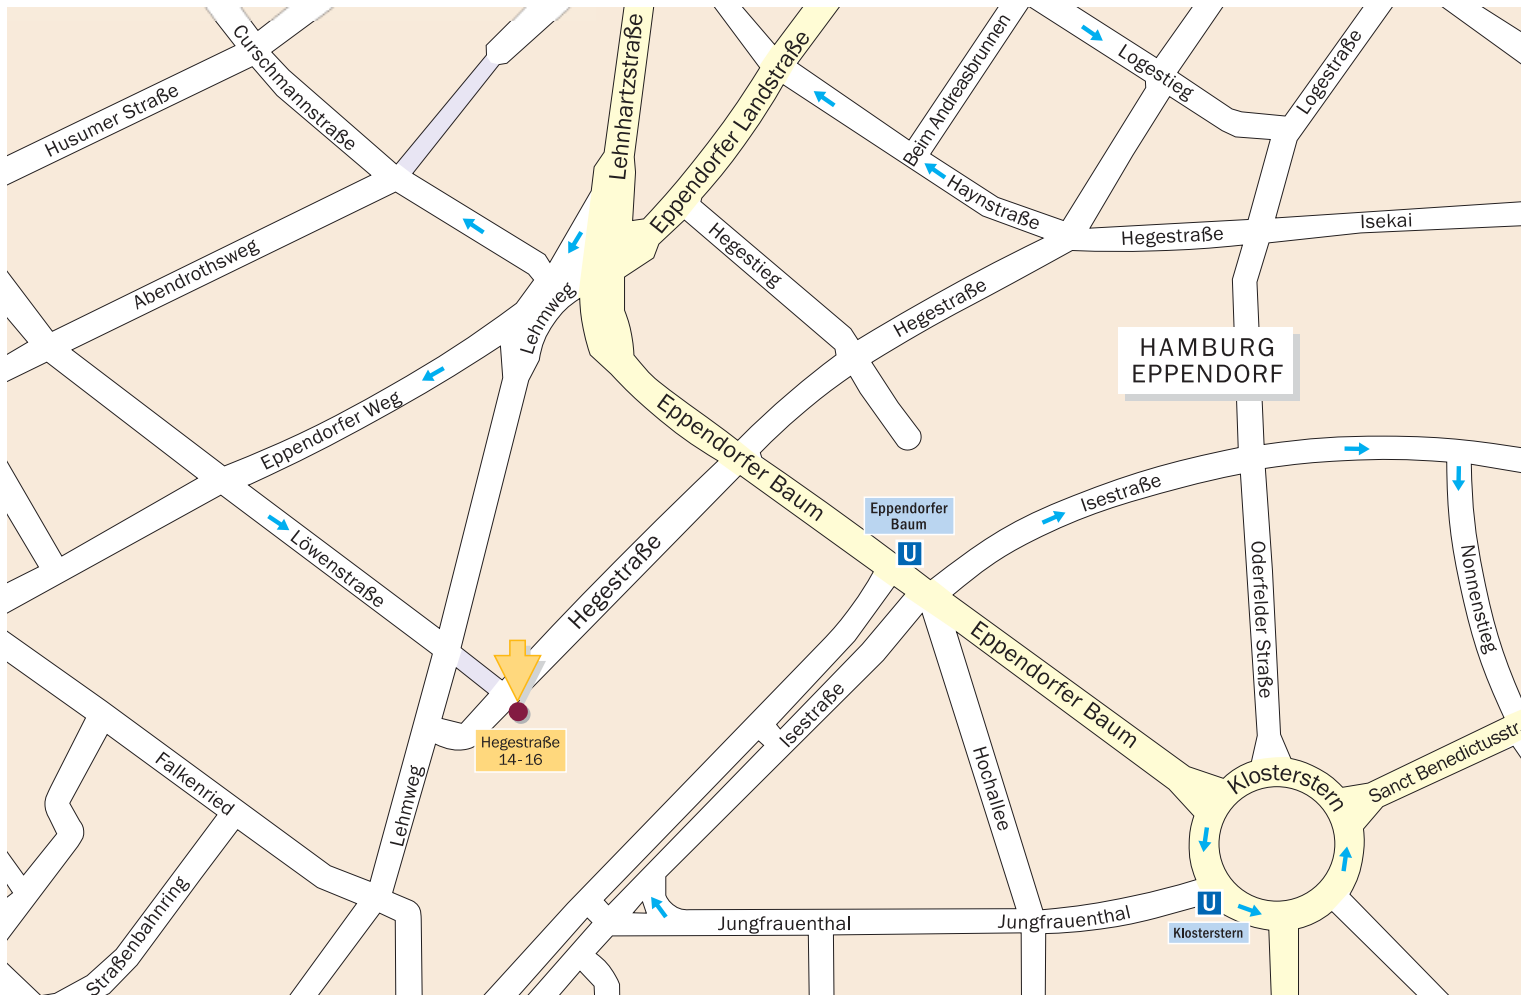 Curschmannstraße
Husumer Straße
Lehnhartzstraße
Eppendorfer Landstraße
Beim Andreasbrunnen
Logestieg
Logestraße
Haynstraße
Hegestraße
Isekai
Hegestieg
Abendrothsweg
Lehmweg
Hegestraße
HAMBURG
EPPENDORF
Eppendorfer Weg
Eppendorfer Baum
Isestraße
Eppendorfer
Baum
U
Löwenstraße
Hegestraße
Oderfelder Straße
Nonnenstieg
Eppendorfer Baum
Isestraße
Hegestraße
14-16
Falkenried
Lehmweg
Hochallee
Klosterstern
Sanct Benedictusstr.
Straßenbahnring
Jungfrauenthal
Jungfrauenthal
U
Klosterstern